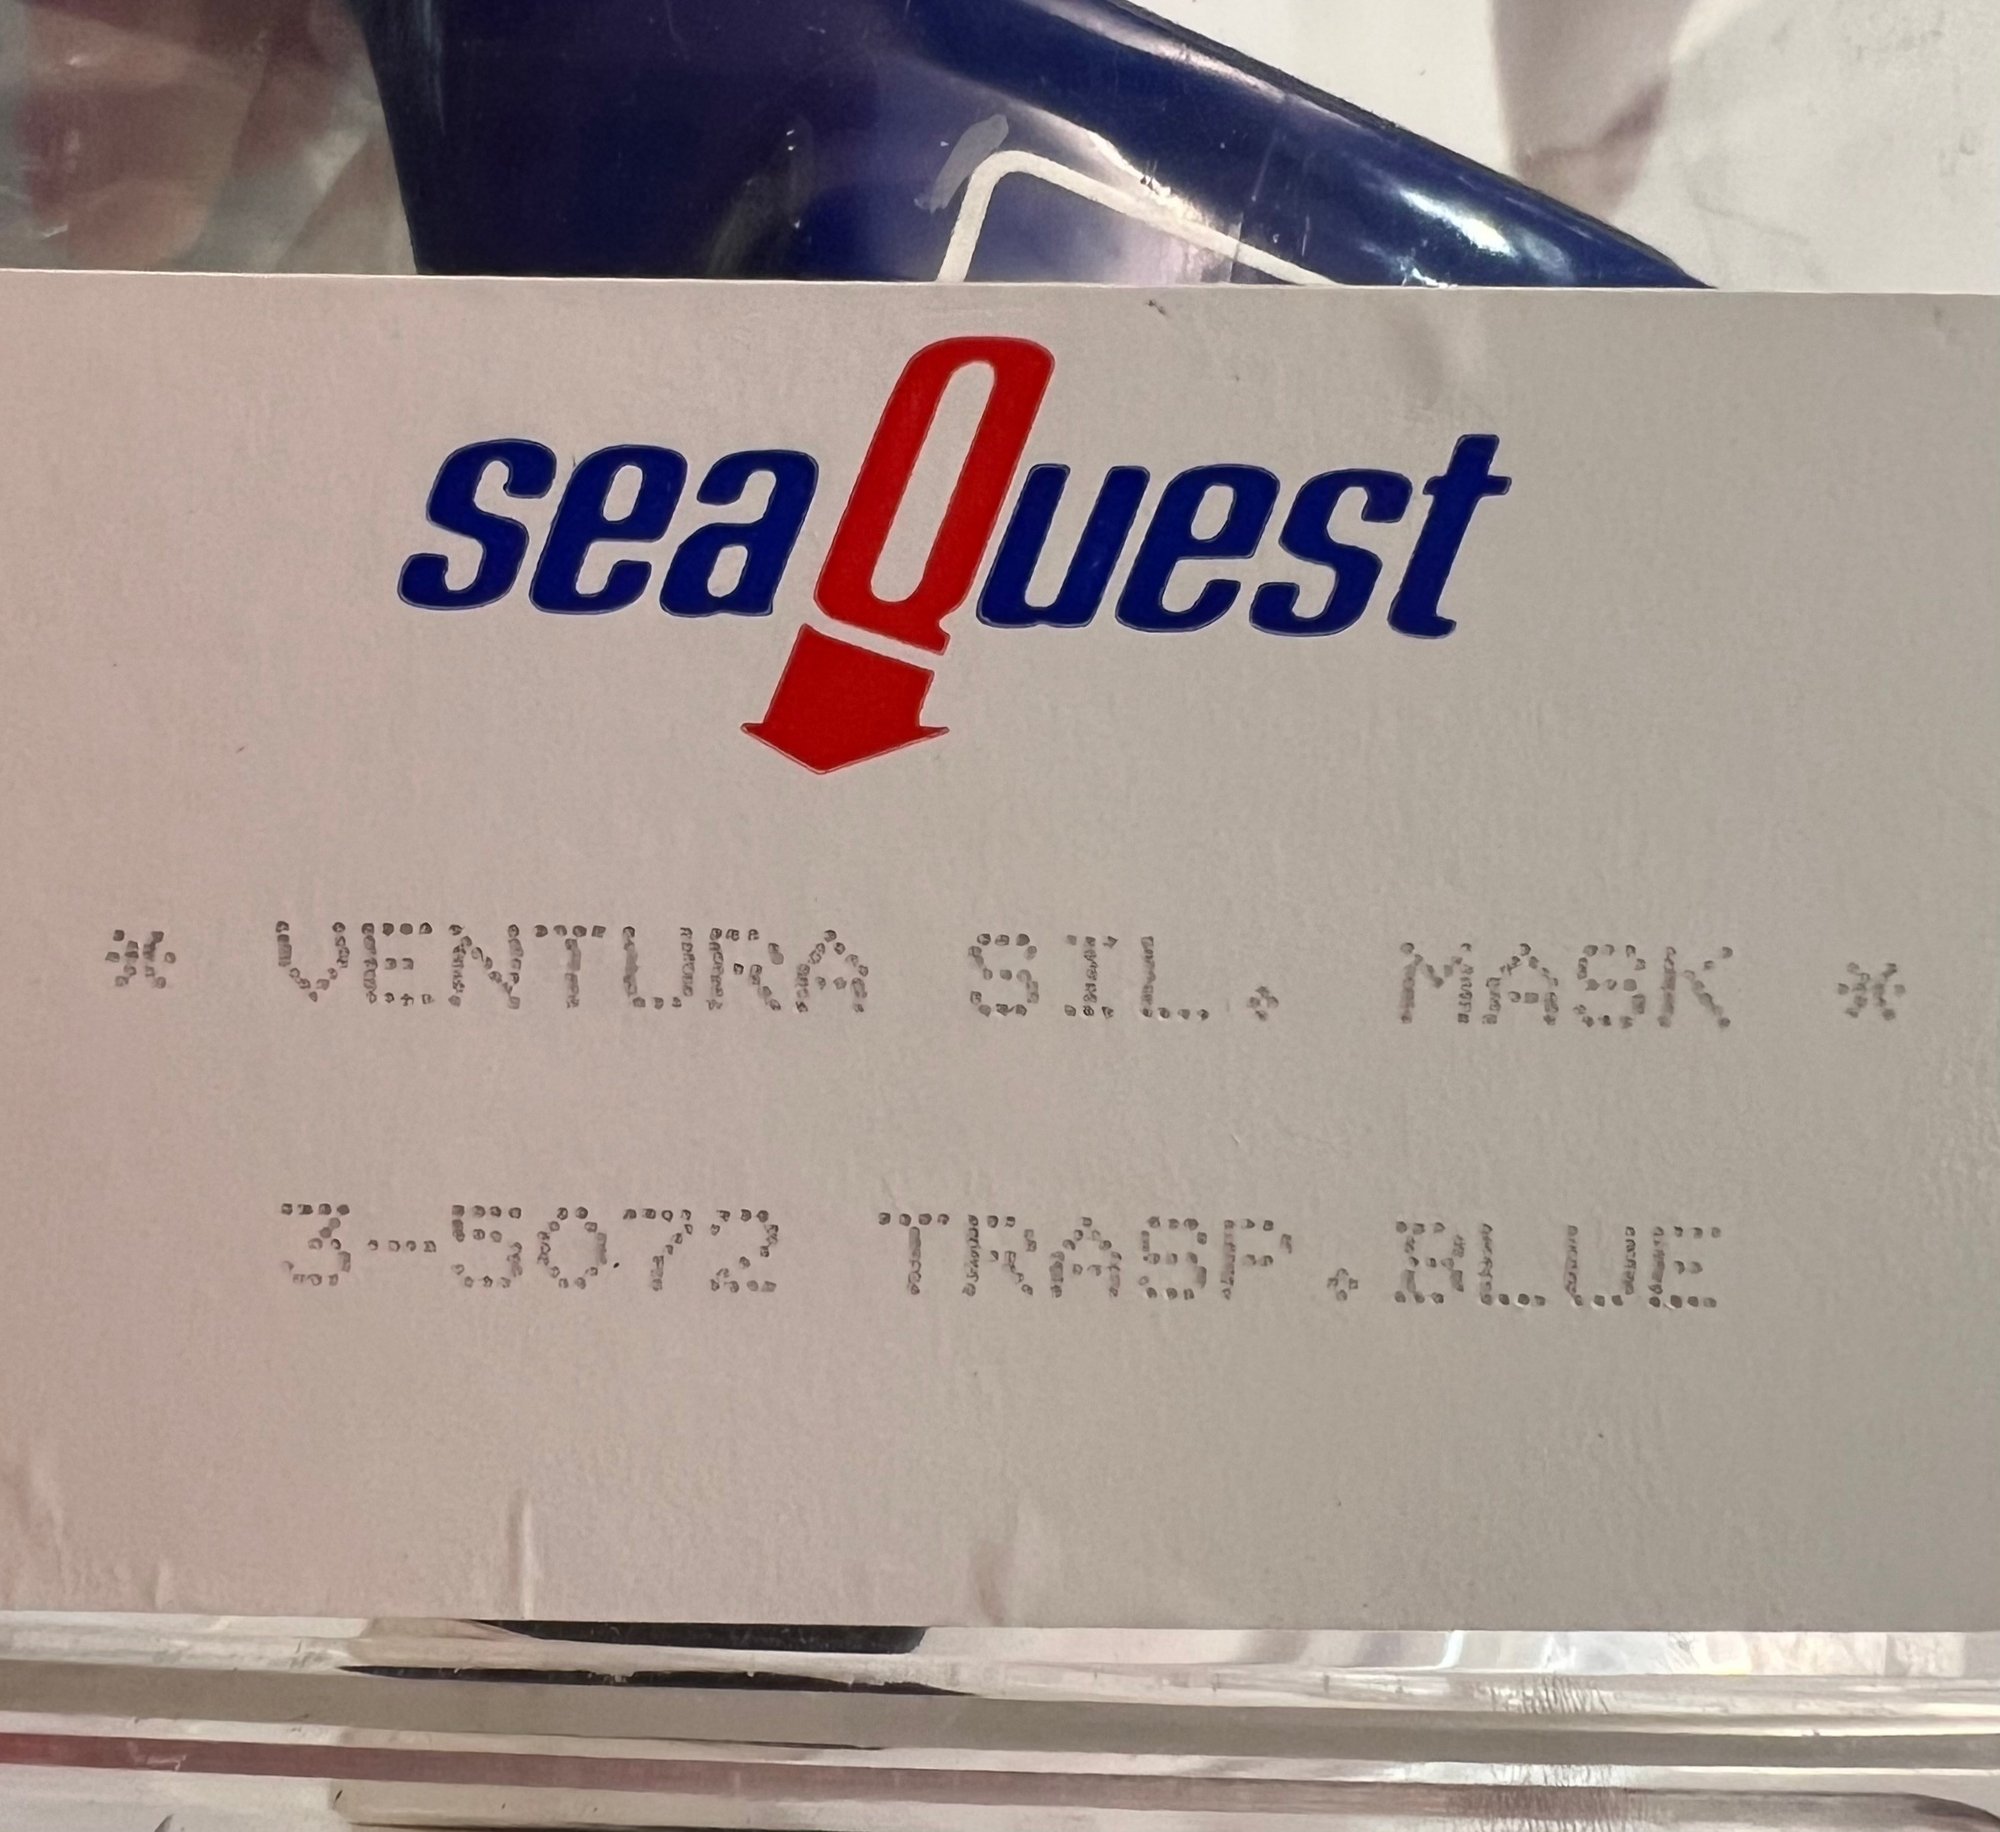 seaQuest
* VENTURA SIL. MASK *
3-5072 TRASP.BLUE